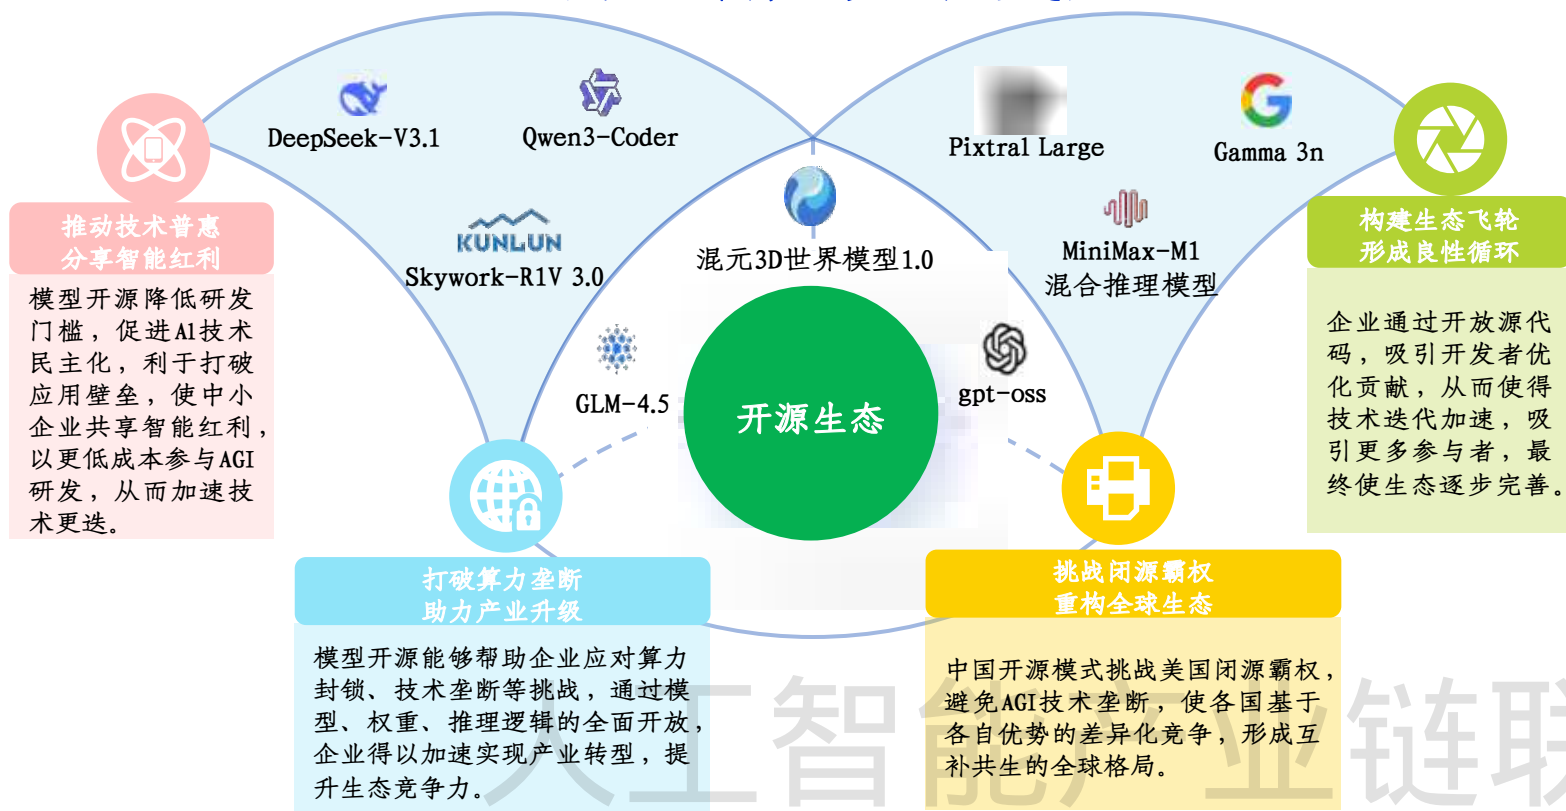 DeepSeek-V3.1
Qwen3-Coder
Pixtral Large
Gamma 3n
KUNLUN
Skywork-R1V 3.0
混元3D世界模型1.0
MiniMax-M1
混合推理模型
GLM-4.5
gpt-oss
开源生态
推动技术普惠
分享智能红利
模型开源降低研发
门槛，促进Al技术
民主化，利于打破
应用壁垒，使中小
企业共享智能红利，
以更低成本参与AGI
研发，从而加速技
术更迭。
打破算力垄断
助力产业升级
模型开源能够帮助企业应对算力
封锁、技术垄断等挑战，通过模
型、权重、推理逻辑的全面开放，
企业得以加速实现产业转型，提
升生态竞争力。
挑战闭源霸权
重构全球生态
中国开源模式挑战美国闭源霸权，
避免AGI技术垄断，使各国基于
各自优势的差异化竞争，形成互
补共生的全球格局。
构建生态飞轮
形成良性循环
企业通过开放源代
码，吸引开发者优
化贡献，从而使得
技术迭代加速，吸
引更多参与者，最
终使生态逐步完善。
人工智能产业链联